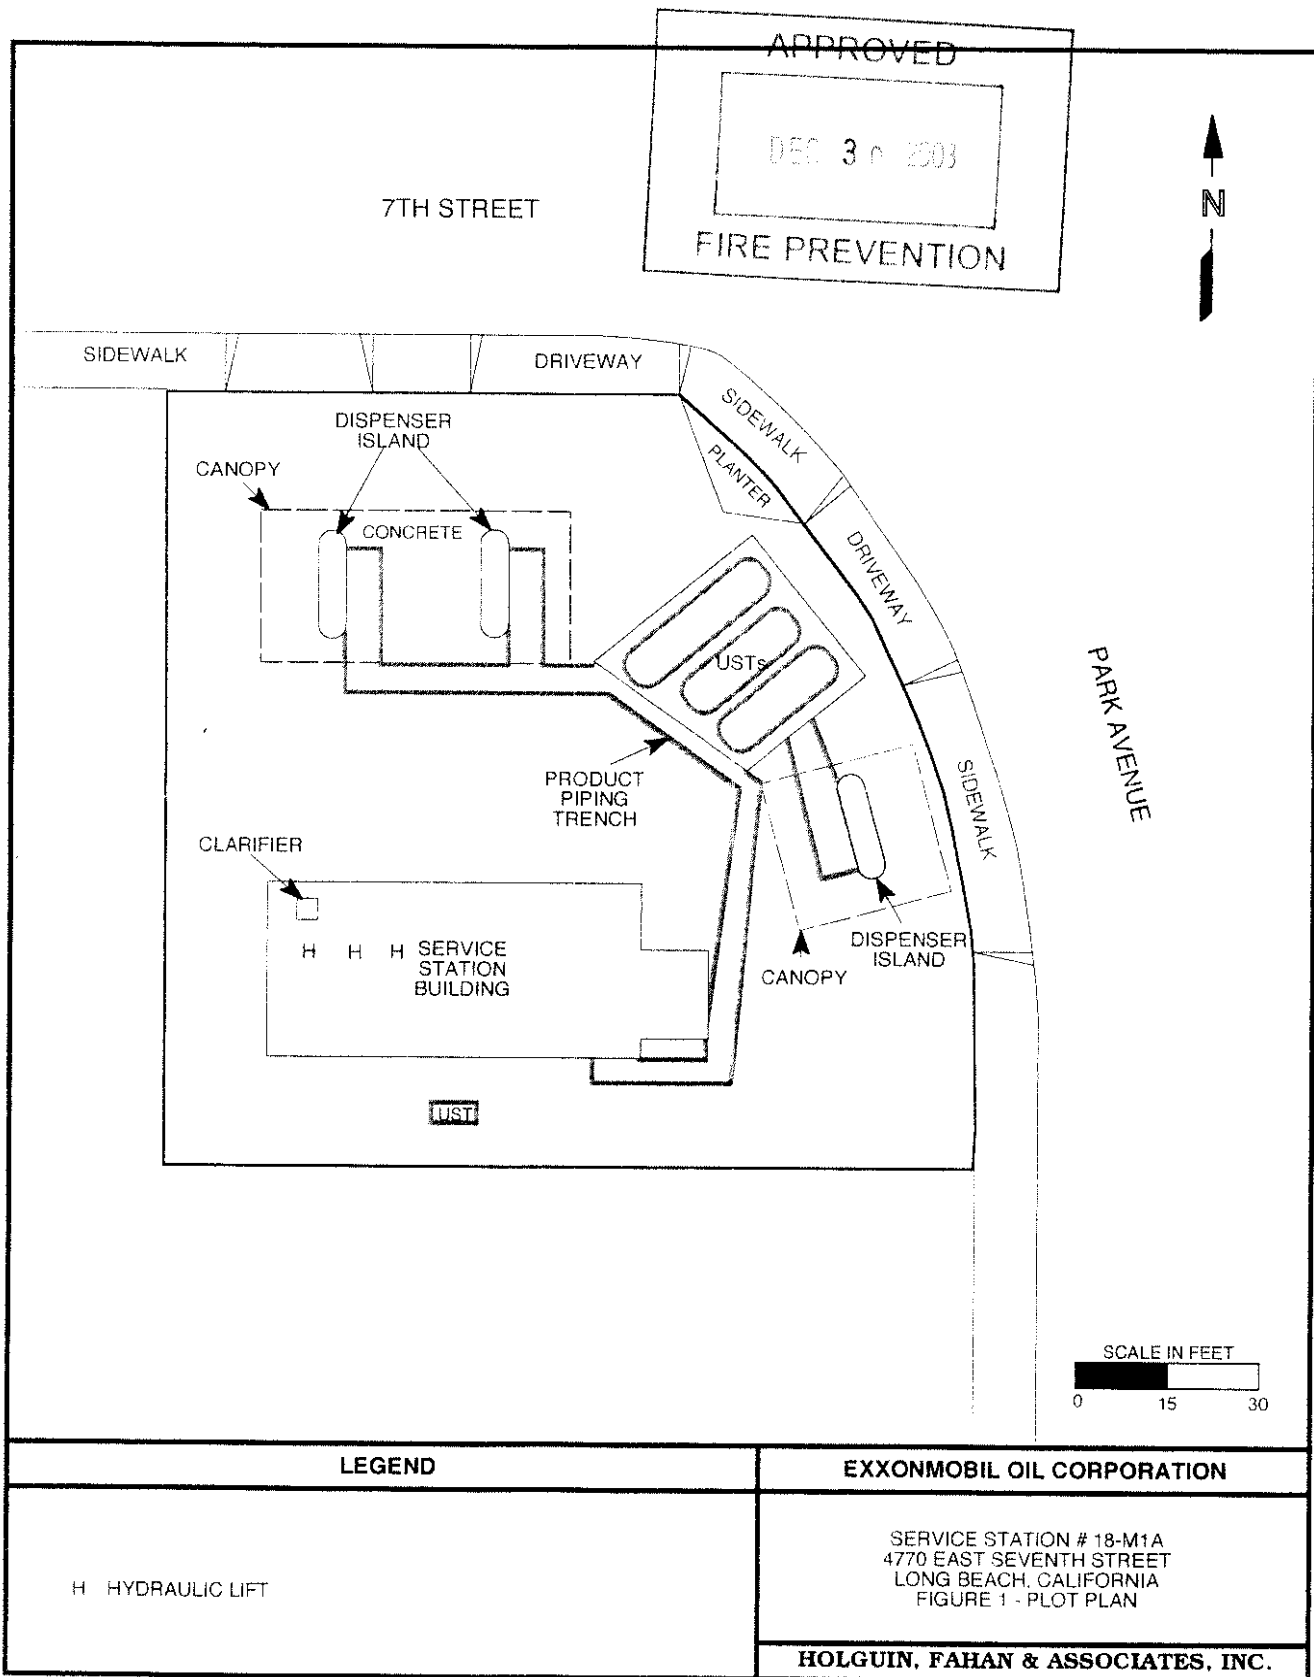 APPROVED
DEC 30 2003
FIRE PREVENTION
N
7TH STREET
SIDEWALK
DRIVEWAY
SIDEWALK
PLANTER
DRIVEWAY
SIDEWALK
PARK AVENUE
DISPENSER
ISLAND
CANOPY
CONCRETE
USTs
PRODUCT
PIPING
TRENCH
CLARIFIER
H H H
SERVICE
STATION
BUILDING
DISPENSER
ISLAND
CANOPY
UST
SCALE IN FEET
0 15 30
LEGEND
H HYDRAULIC LIFT
EXXONMOBIL OIL CORPORATION
SERVICE STATION # 18-M1A
4770 EAST SEVENTH STREET
LONG BEACH, CALIFORNIA
FIGURE 1 - PLOT PLAN
HOLGUIN, FAHAN & ASSOCIATES, INC.